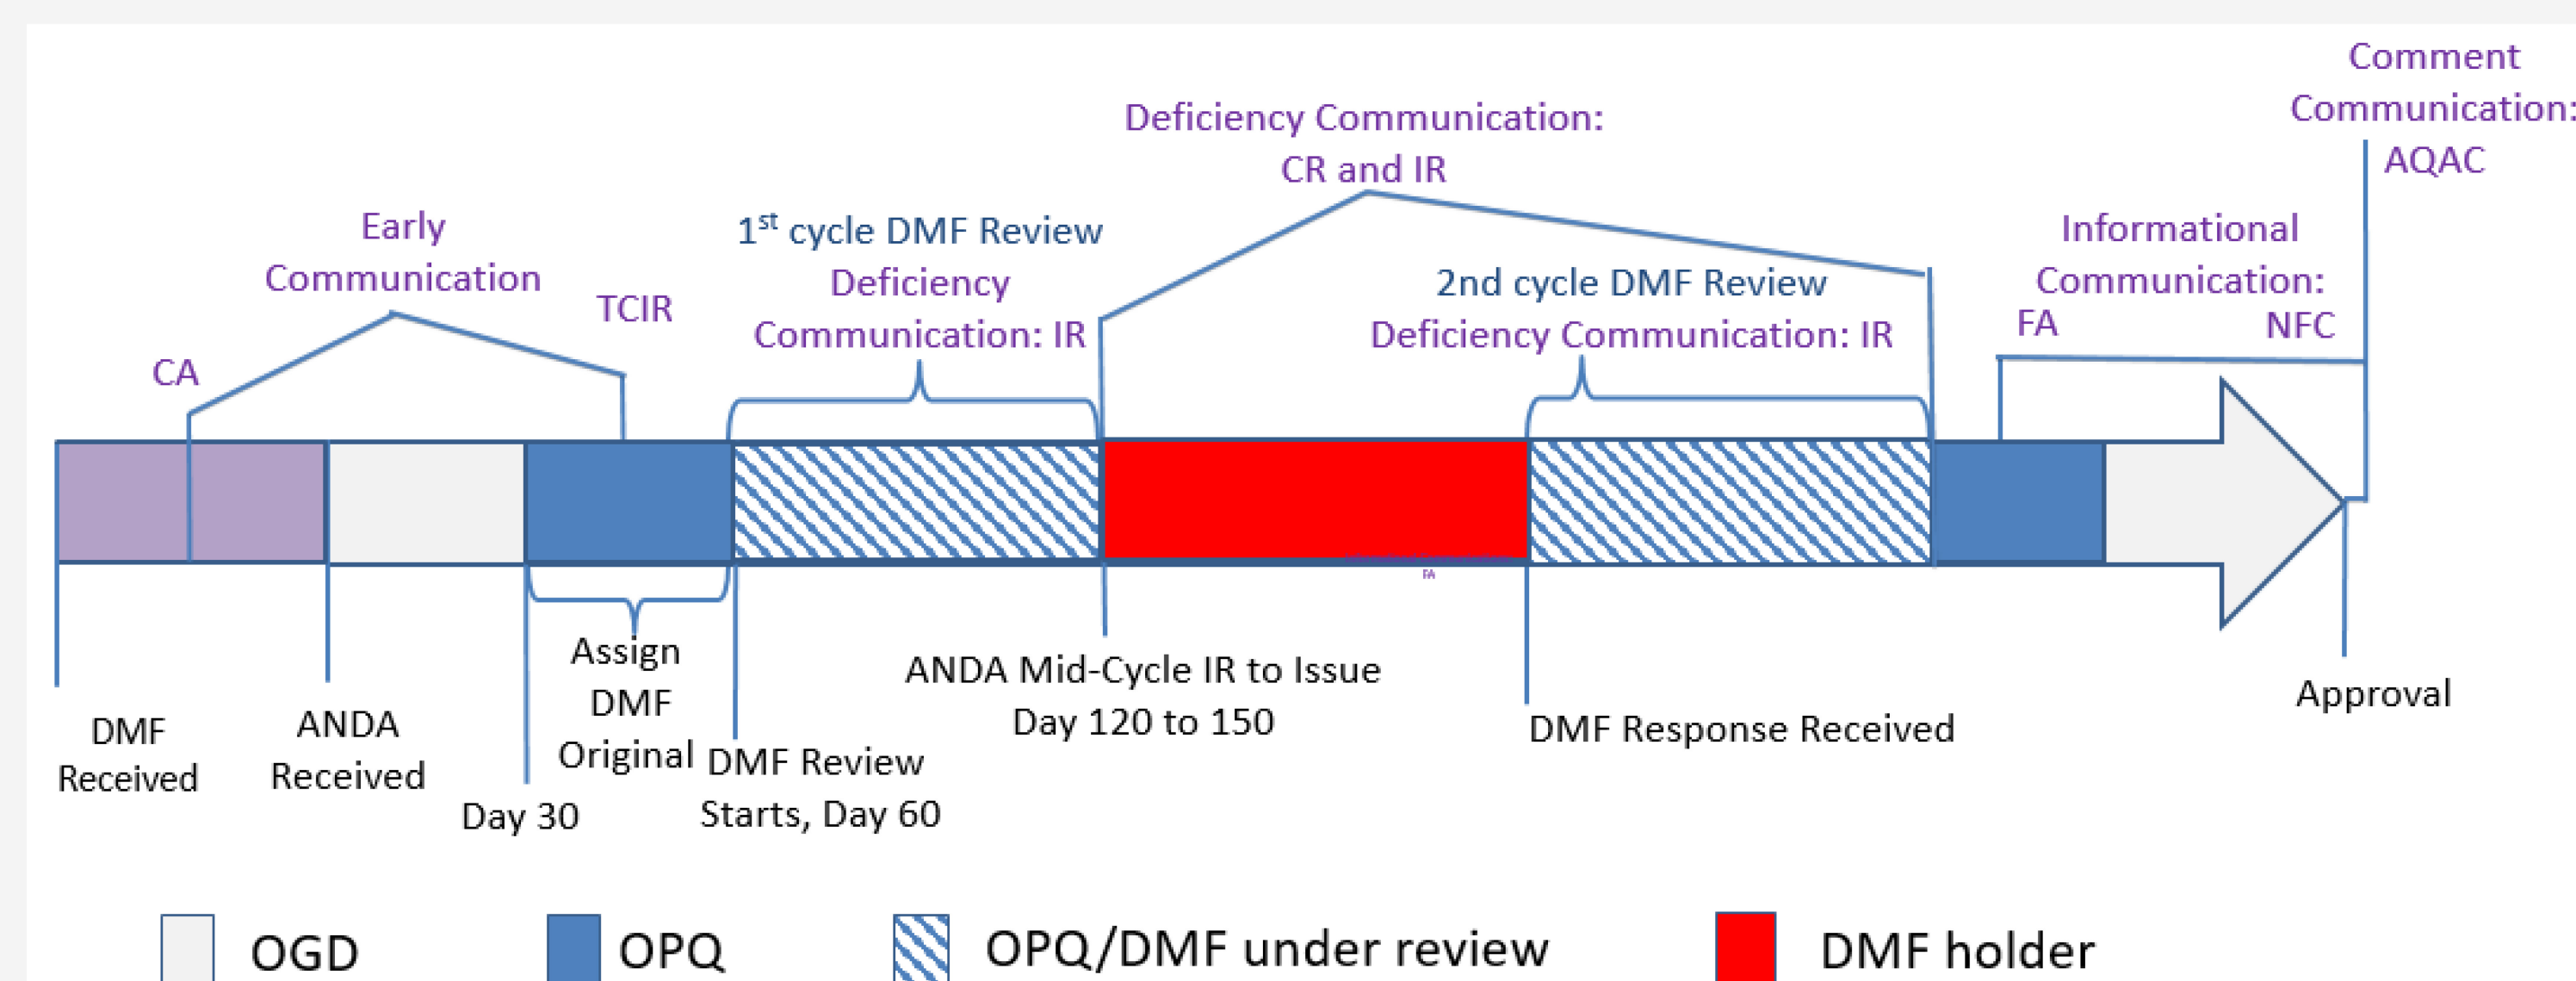 Comment
Communication:
AQAC
Deficiency Communication:
CR and IR
Early
Communication
CA
TCIR
1st cycle DMF Review
Deficiency
Communication: IR
2nd cycle DMF Review
Deficiency Communication: IR
Informational
Communication:
FA
NFC
FA
DMF
Received
ANDA
Received
Day 30
Assign
DMF
Original
DMF Review
Starts, Day 60
ANDA Mid-Cycle IR to Issue
Day 120 to 150
DMF Response Received
Approval
OGD
OPQ
OPQ/DMF under review
DMF holder